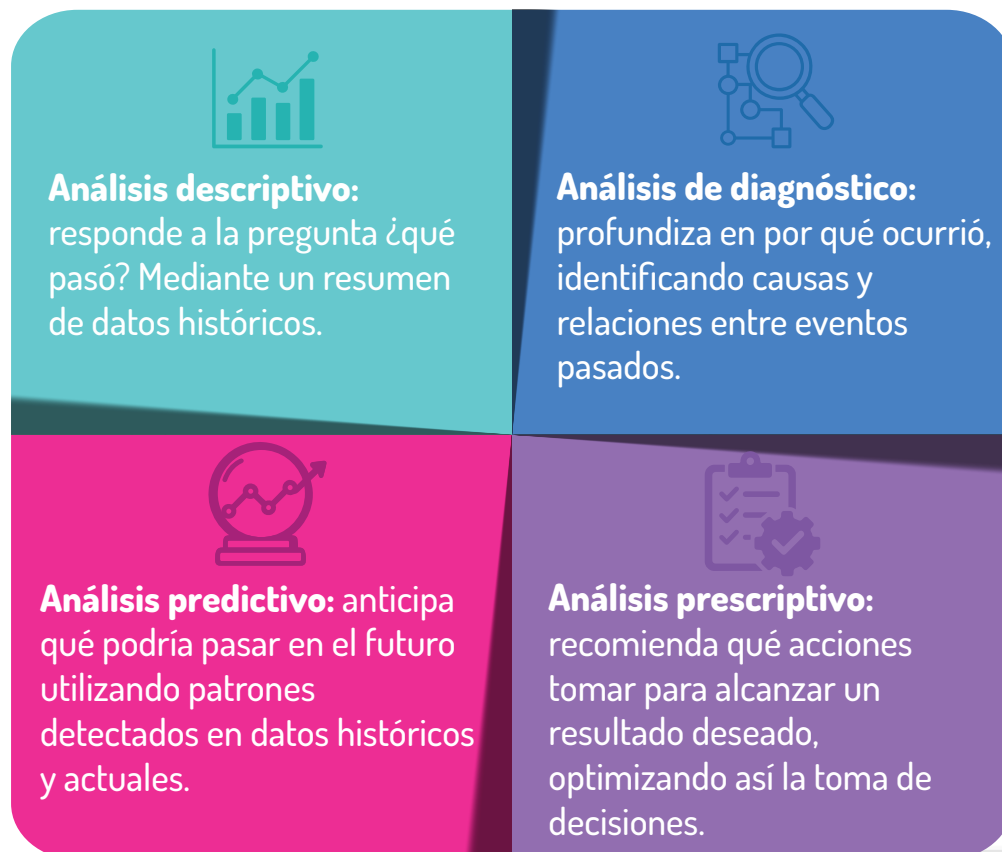 Análisis descriptivo:
responde a la pregunta ¿qué
pasó? Mediante un resumen
de datos históricos.
Análisis de diagnóstico:
profundiza en por qué ocurrió,
identificando causas y
relaciones entre eventos
pasados.
Análisis predictivo: anticipa
qué podría pasar en el futuro
utilizando patrones
detectados en datos históricos
y actuales.
Análisis prescriptivo:
recomienda qué acciones
tomar para alcanzar un
resultado deseado,
optimizando así la toma de
decisiones.